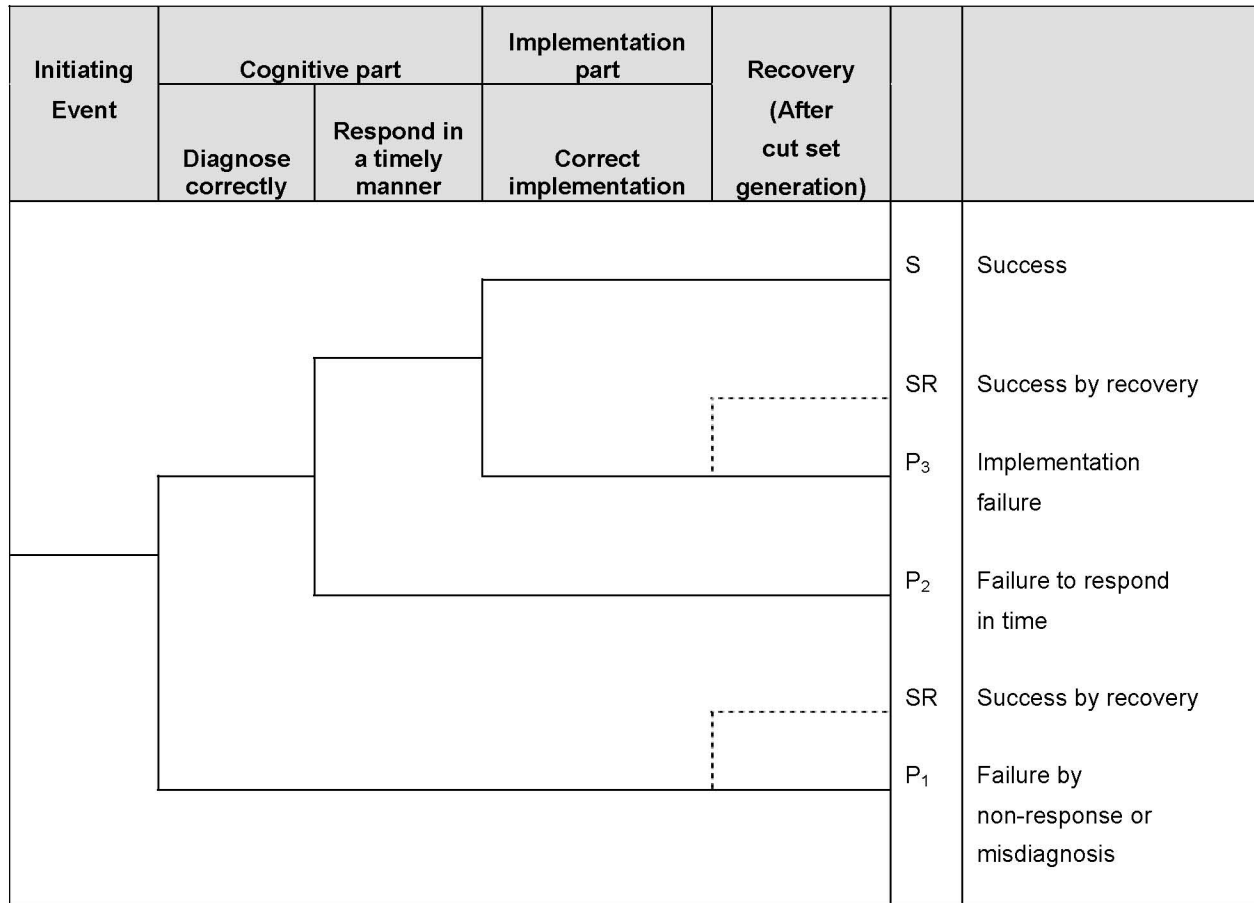 Initiating
Event
Cognitive part
Diagnose
correctly
Respond in
a timely
manner
Implementation
part
Correct
implementation
Recovery
(After
cut set
generation)
S Success
SR Success by recovery
P₃ Implementation
failure
P₂ Failure to respond
in time
SR Success by recovery
P₁ Failure by
non-response or
misdiagnosis